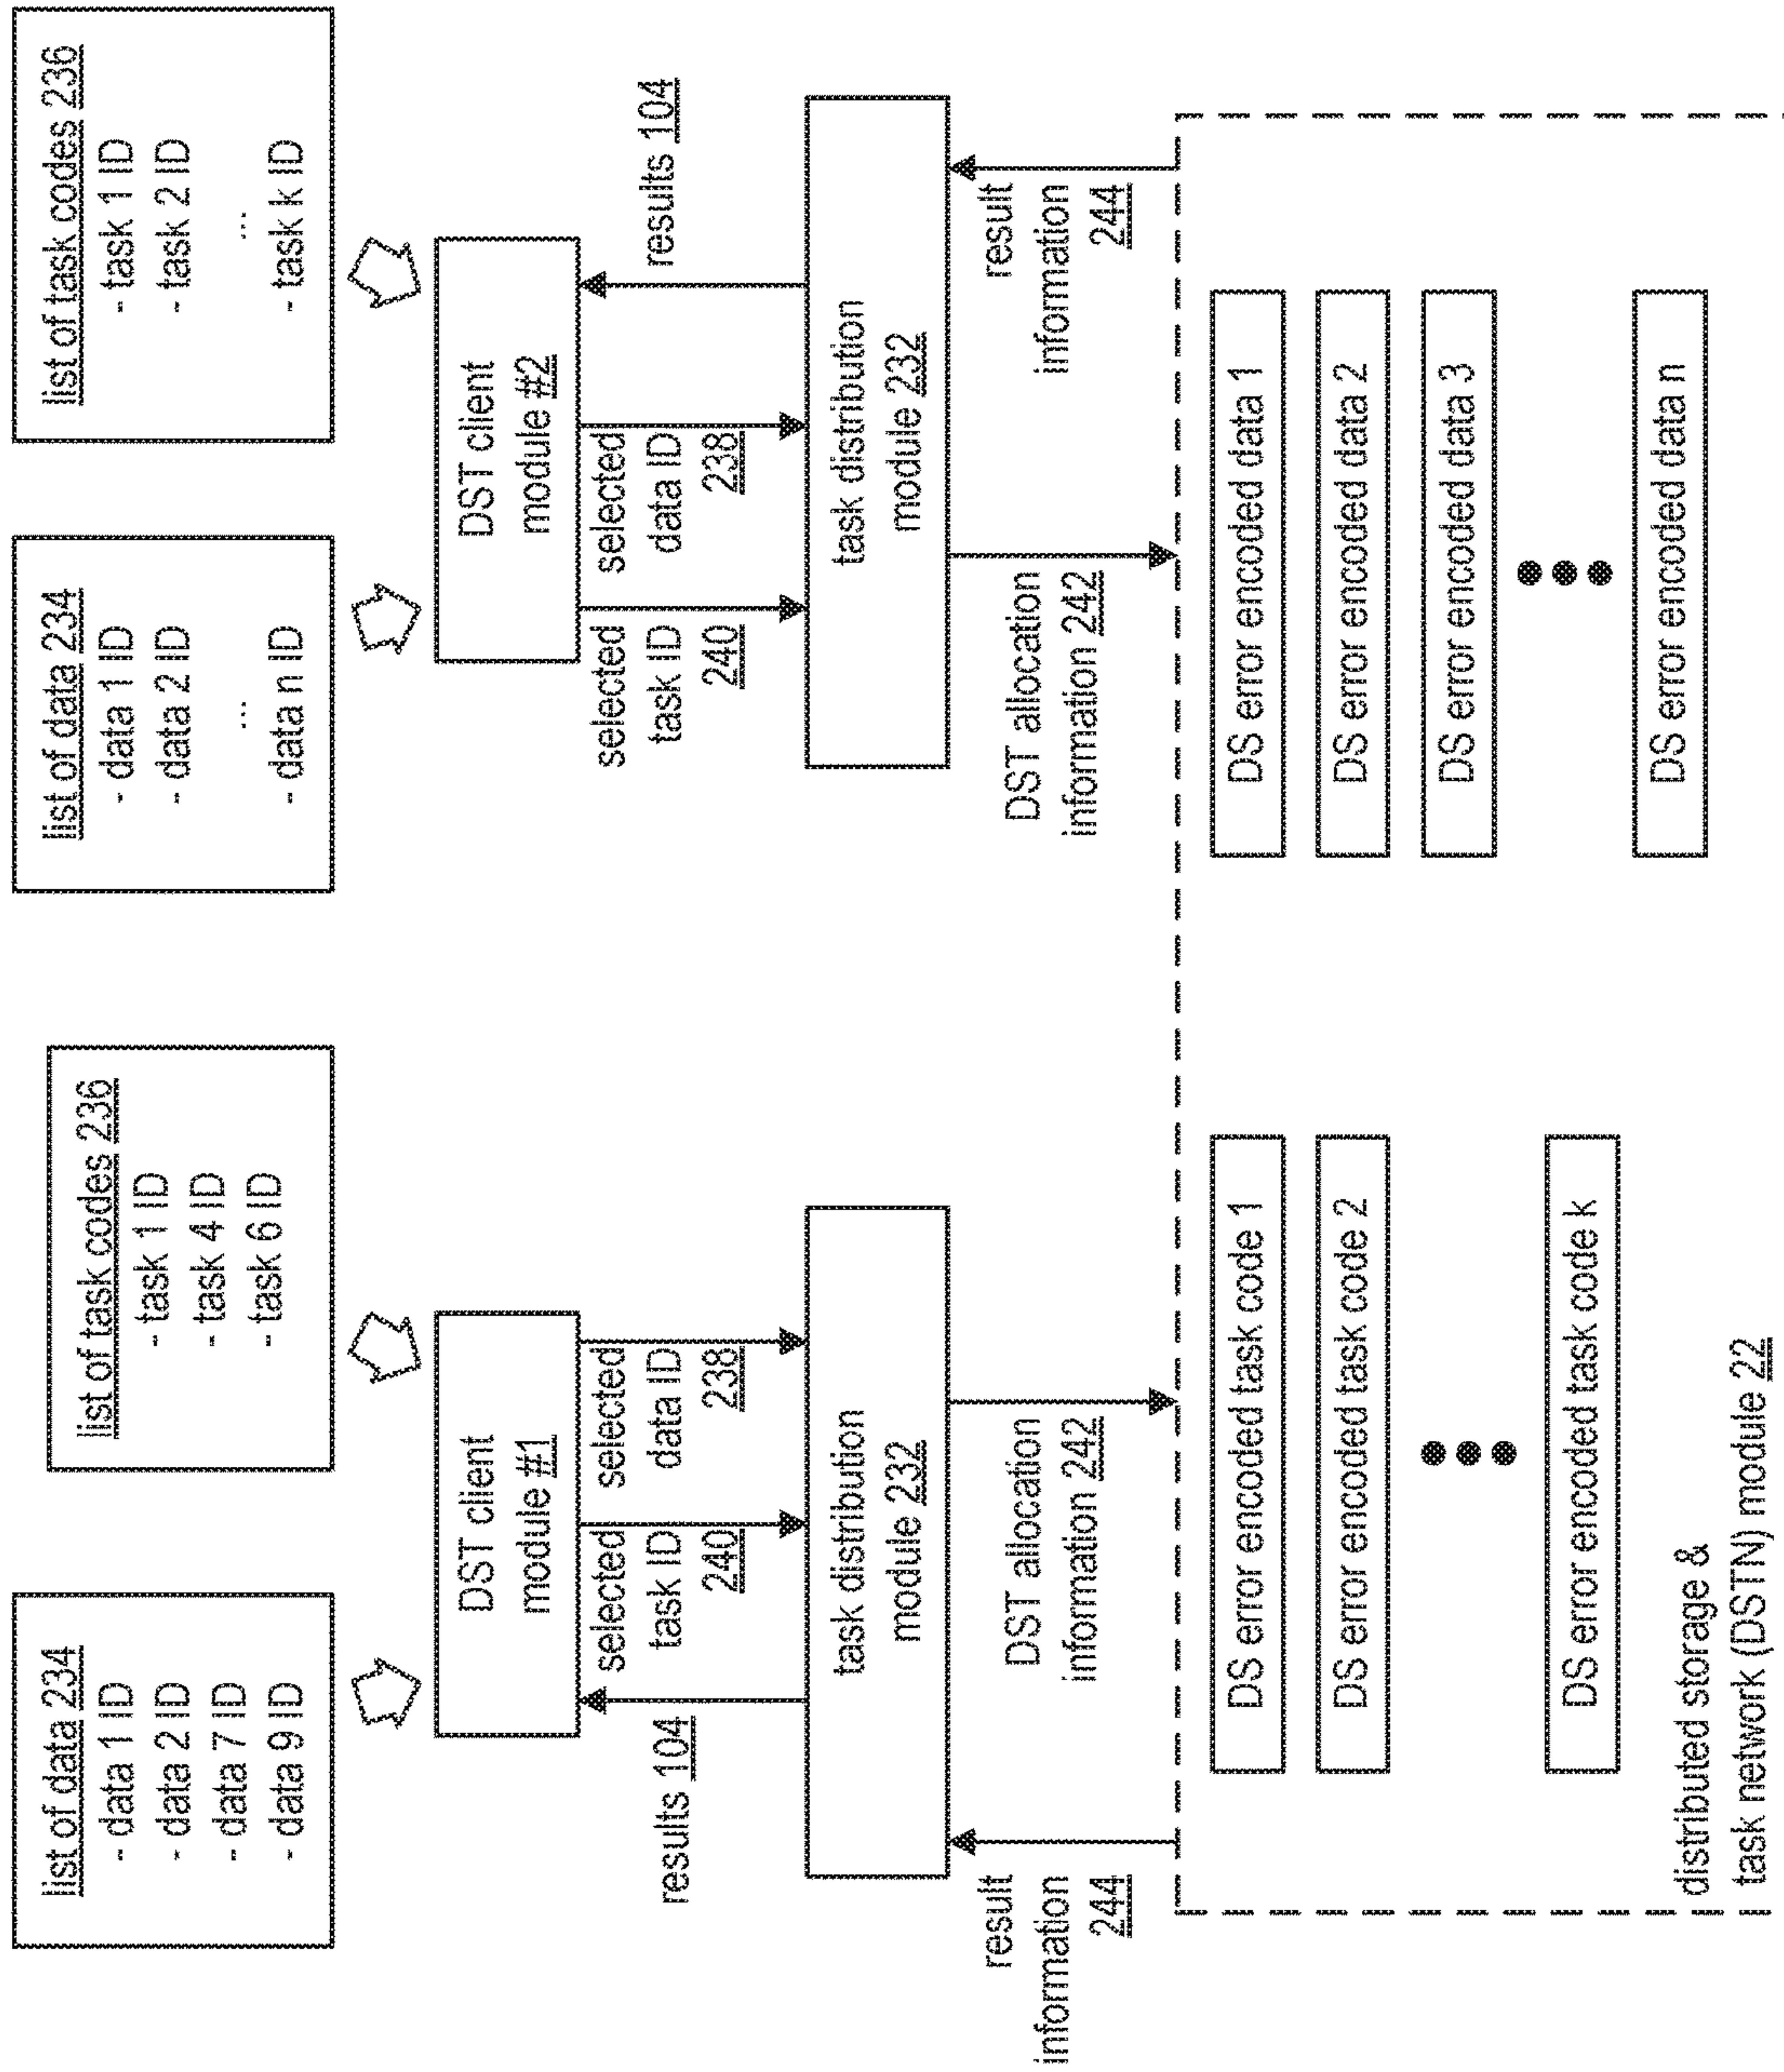 list of data 234
- data 1 ID
- data 2 ID
- data 7 ID
- data 9 ID
list of task codes 236
- task 1 ID
- task 4 ID
- task 6 ID
list of data 234
- data 1 ID
- data 2 ID
...
- data n ID
list of task codes 236
- task 1 ID
- task 2 ID
...
- task k ID
DST client
module #1
DST client
module #2
results 104
selected
task ID
240
selected
data ID
238
selected
task ID
240
selected
data ID
238
results 104
task distribution
module 232
task distribution
module 232
result
information
244
DST allocation
information 242
DST allocation
information 242
result
information
244
DS error encoded task code 1
DS error encoded task code 2
DS error encoded task code k
DS error encoded data 1
DS error encoded data 2
DS error encoded data 3
DS error encoded data n
distributed storage &
task network (DSTN) module 22